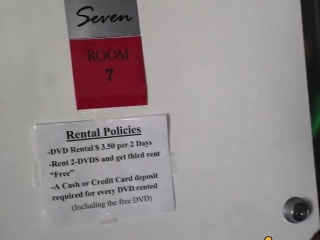 Seven
ROOM
7
Rental Policies
-DVD Rental $ 3.50 per 2 Days
-Rent 2-DVDS and get third rent
"Free"
-A Cash or Credit Card deposit
required for every DVD rented
(Including the free DVD)